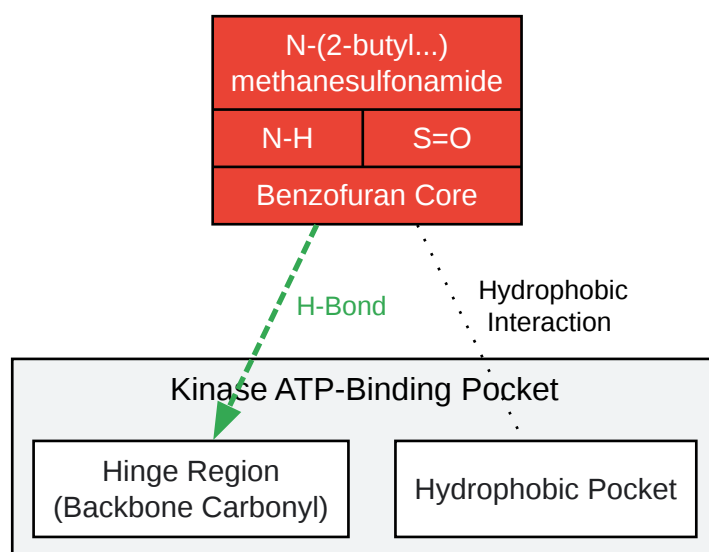 N-(2-butyl...)
methanesulfonamide
N-H
S=O
Benzofuran Core
H-Bond
Hydrophobic
Interaction
Kinase ATP-Binding Pocket
Hinge Region
(Backbone Carbonyl)
Hydrophobic Pocket